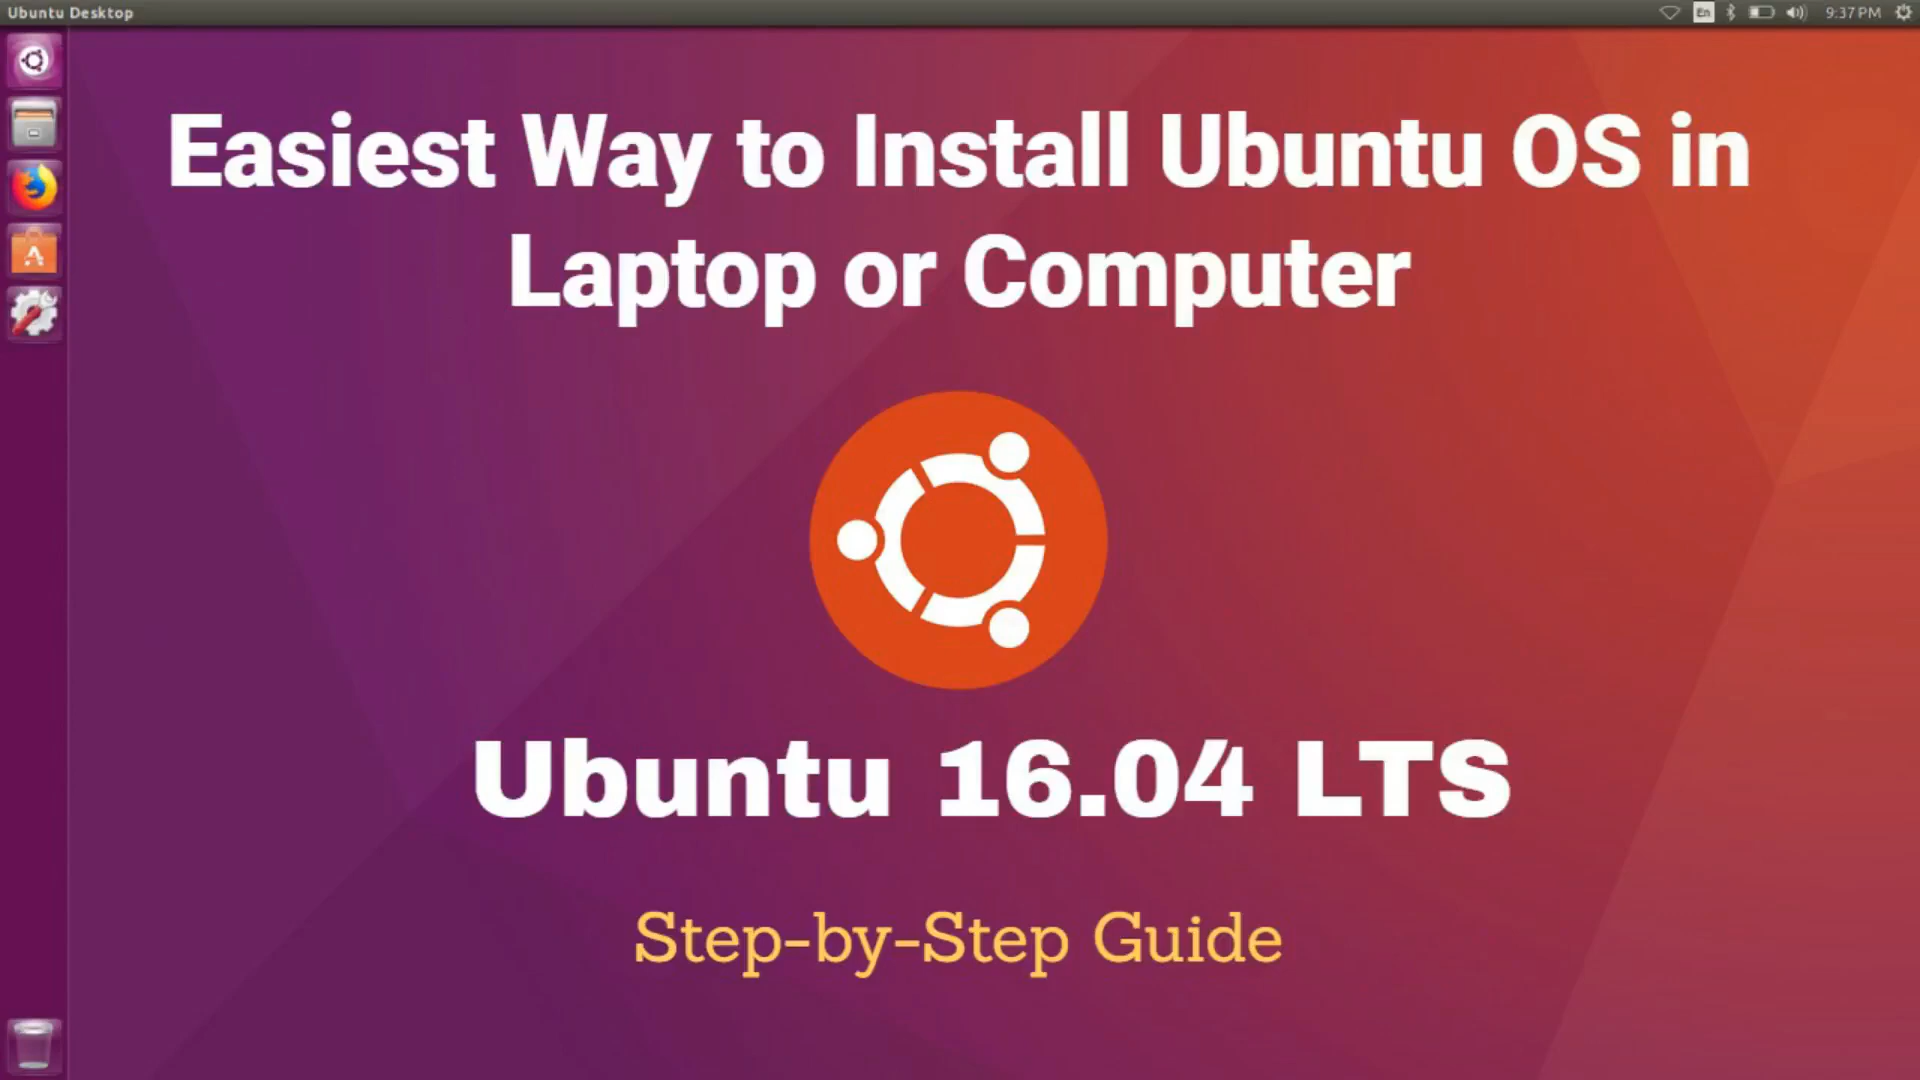 Ubuntu Desktop
En
9:37 PM
Easiest Way to Install Ubuntu OS in
Laptop or Computer
Ubuntu 16.04 LTS
Step-by-Step Guide